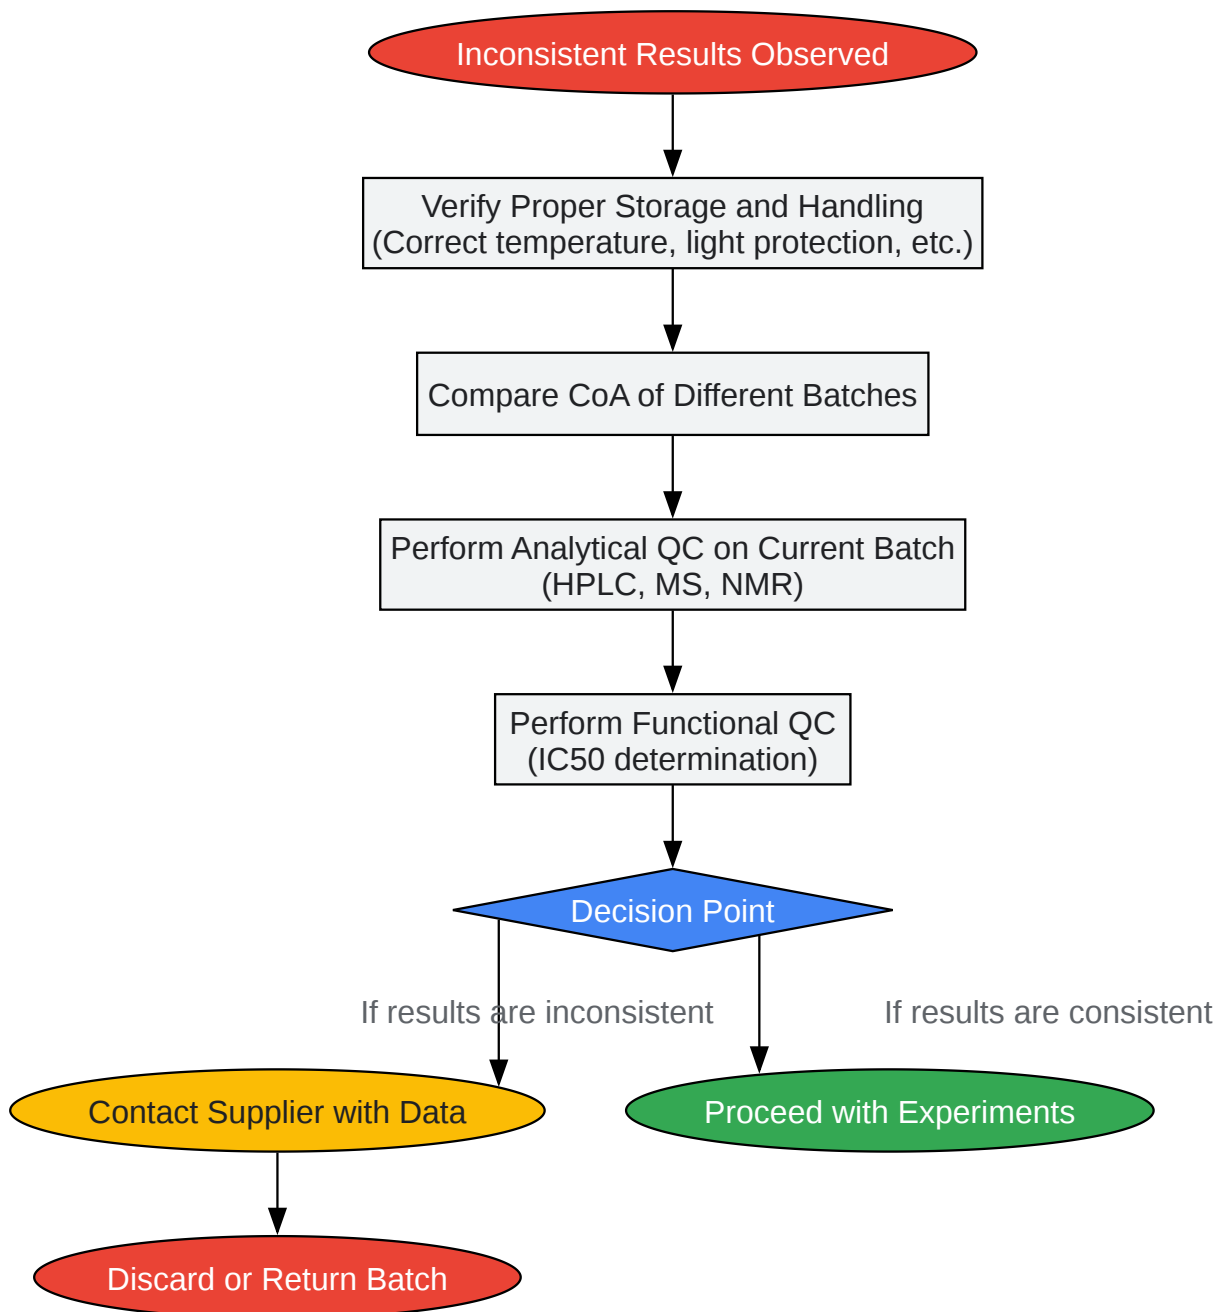 Inconsistent Results Observed
Verify Proper Storage and Handling
(Correct temperature, light protection, etc.)
Compare CoA of Different Batches
Perform Analytical QC on Current Batch
(HPLC, MS, NMR)
Perform Functional QC
(IC50 determination)
Decision Point
If results are inconsistent
If results are consistent
Contact Supplier with Data
Proceed with Experiments
Discard or Return Batch